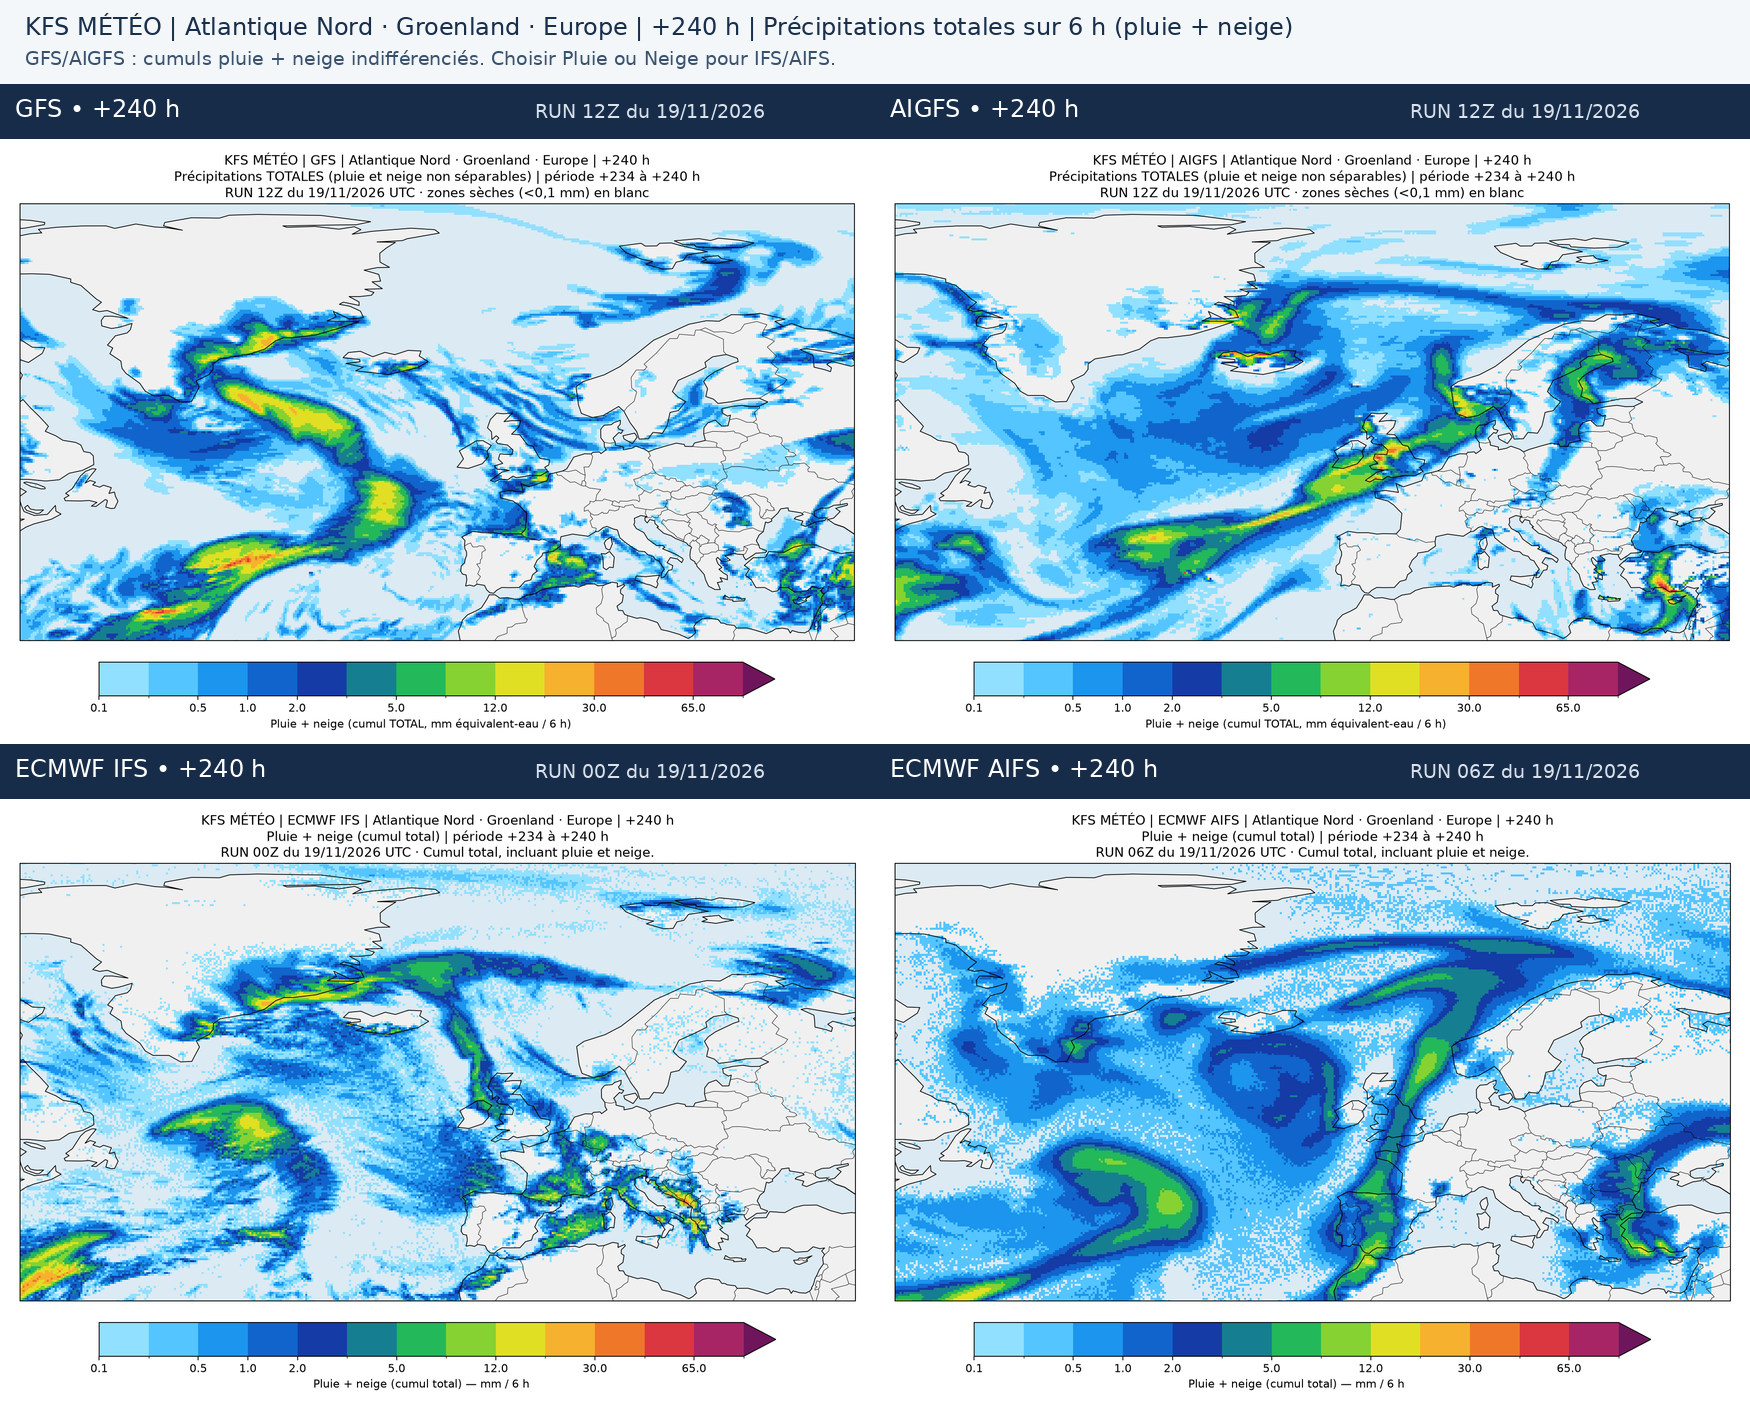 KFS MÉTÉO | Atlantique Nord · Groenland · Europe | +240 h | Précipitations totales sur 6 h (pluie + neige)
GFS/AIGFS : cumuls pluie + neige indifférenciés. Choisir Pluie ou Neige pour IFS/AIFS.
GFS • +240 h
RUN 12Z du 19/11/2026
AIGFS • +240 h
RUN 12Z du 19/11/2026
KFS MÉTÉO | GFS | Atlantique Nord · Groenland · Europe | +240 h
Précipitations TOTALES (pluie et neige non séparables) | période +234 à +240 h
RUN 12Z du 19/11/2026 UTC · zones sèches (<0,1 mm) en blanc
KFS MÉTÉO | AIGFS | Atlantique Nord · Groenland · Europe | +240 h
Précipitations TOTALES (pluie et neige non séparables) | période +234 à +240 h
RUN 12Z du 19/11/2026 UTC · zones sèches (<0,1 mm) en blanc
0.1 0.5 1.0 2.0 5.0 12.0 30.0 65.0
Pluie + neige (cumul TOTAL, mm équivalent-eau / 6 h)
0.1 0.5 1.0 2.0 5.0 12.0 30.0 65.0
Pluie + neige (cumul TOTAL, mm équivalent-eau / 6 h)
ECMWF IFS • +240 h
RUN 00Z du 19/11/2026
ECMWF AIFS • +240 h
RUN 06Z du 19/11/2026
KFS MÉTÉO | ECMWF IFS | Atlantique Nord · Groenland · Europe | +240 h
Pluie + neige (cumul total) | période +234 à +240 h
RUN 00Z du 19/11/2026 UTC · Cumul total, incluant pluie et neige.
KFS MÉTÉO | ECMWF AIFS | Atlantique Nord · Groenland · Europe | +240 h
Pluie + neige (cumul total) | période +234 à +240 h
RUN 06Z du 19/11/2026 UTC · Cumul total, incluant pluie et neige.
0.1 0.5 1.0 2.0 5.0 12.0 30.0 65.0
Pluie + neige (cumul total) — mm / 6 h
0.1 0.5 1.0 2.0 5.0 12.0 30.0 65.0
Pluie + neige (cumul total) — mm / 6 h